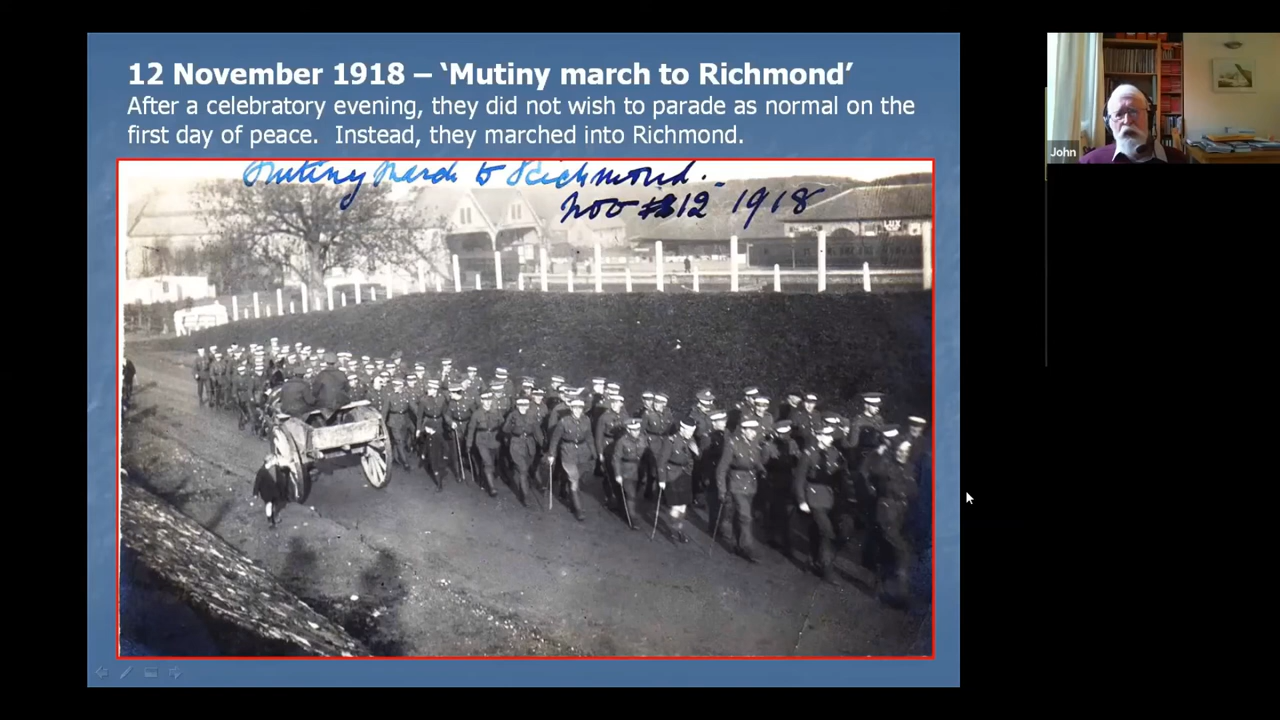 12 November 1918 – ‘Mutiny march to Richmond’
After a celebratory evening, they did not wish to parade as normal on the
first day of peace.  Instead, they marched into Richmond.
Mutiny March to Richmond.
Nov 12 1918
LUX
John